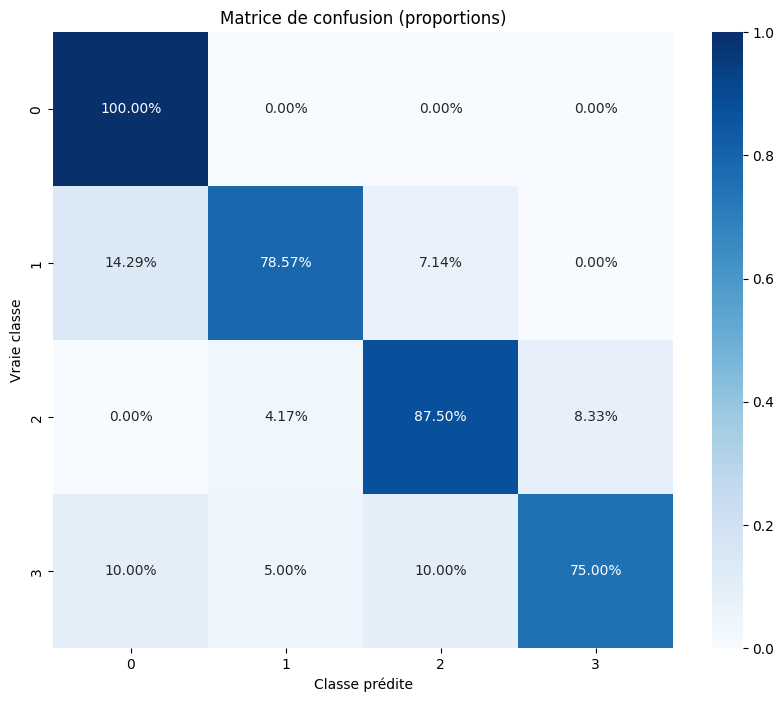 Matrice de confusion (proportions)
Vraie classe
0
100.00% 0.00% 0.00% 0.00%
1
14.29% 78.57% 7.14% 0.00%
2
0.00% 4.17% 87.50% 8.33%
3
10.00% 5.00% 10.00% 75.00%
0 1 2 3
Classe prédite
1.0
0.8
0.6
0.4
0.2
0.0